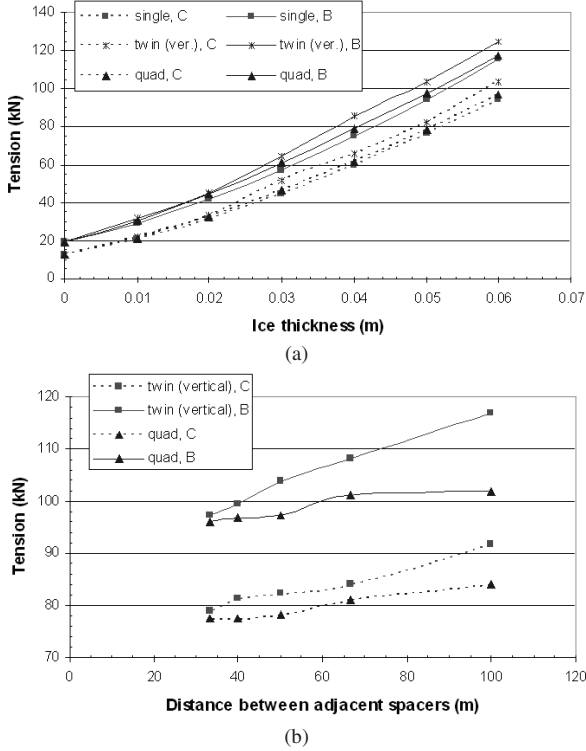 single, C
single, B
twin (ver.), C
twin (ver.), B
quad, C
quad, B
140
120
100
80
60
40
20
0
Tension (kN)
0
0.01
0.02
0.03
0.04
0.05
0.06
0.07
Ice thickness (m)
(a)
twin (vertical), C
twin (vertical), B
quad, C
quad, B
120
110
100
90
80
70
Tension (kN)
0
20
40
60
80
100
120
Distance between adjacent spacers (m)
(b)